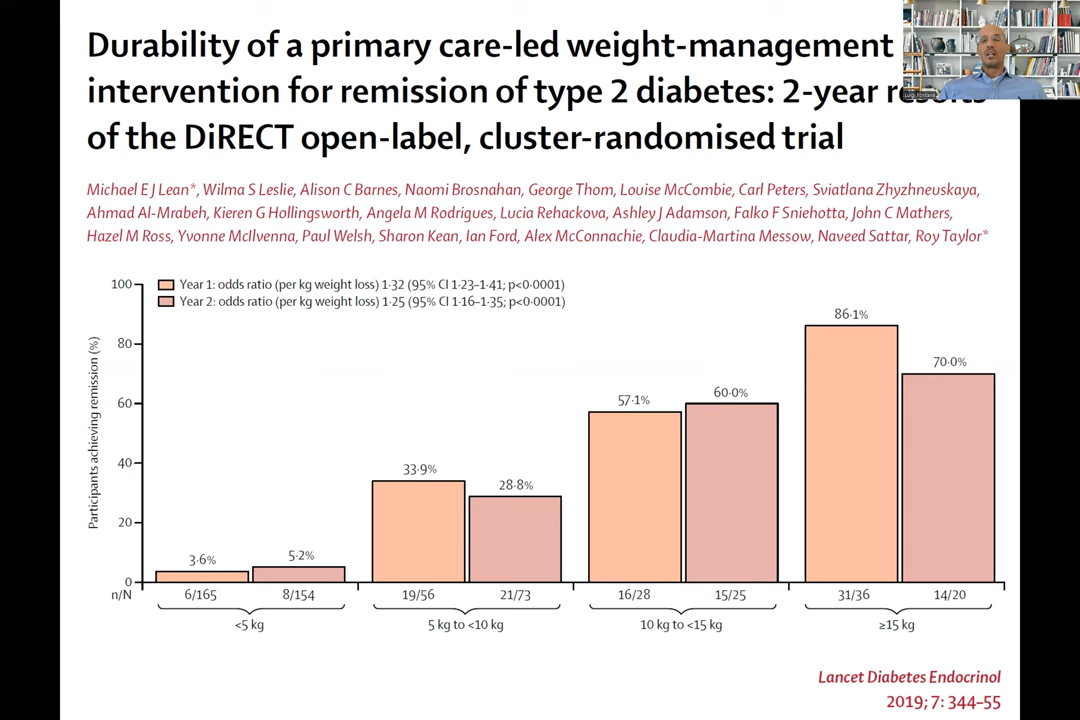 Durability of a primary care-led weight-management
intervention for remission of type 2 diabetes: 2-year results
of the DiRECT open-label, cluster-randomised trial
Luigi Fontana
Michael E J Lean*, Wilma S Leslie, Alison C Barnes, Naomi Brosnahan, George Thom, Louise McCombie, Carl Peters, Sviatlana Zhyzhneuskaya,
Ahmad Al-Mrabeh, Kieren G Hollingsworth, Angela M Rodrigues, Lucia Rehackova, Ashley J Adamson, Falko F Sniehotta, John C Mathers,
Hazel M Ross, Yvonne McIlvenna, Paul Welsh, Sharon Kean, Ian Ford, Alex McConnachie, Claudia-Martina Messow, Naveed Sattar, Roy Taylor*
Year 1: odds ratio (per kg weight loss) 1·32 (95% CI 1·23–1·41; p<0·0001)
Year 2: odds ratio (per kg weight loss) 1·25 (95% CI 1·16–1·35; p<0·0001)
Participants achieving remission (%)
100
80
60
40
20
0
3·6%
5·2%
33·9%
28·8%
57·1%
60·0%
86·1%
70·0%
n/N
6/165
8/154
19/56
21/73
16/28
15/25
31/36
14/20
<5 kg
5 kg to <10 kg
10 kg to <15 kg
≥15 kg
Lancet Diabetes Endocrinol
2019; 7: 344–55